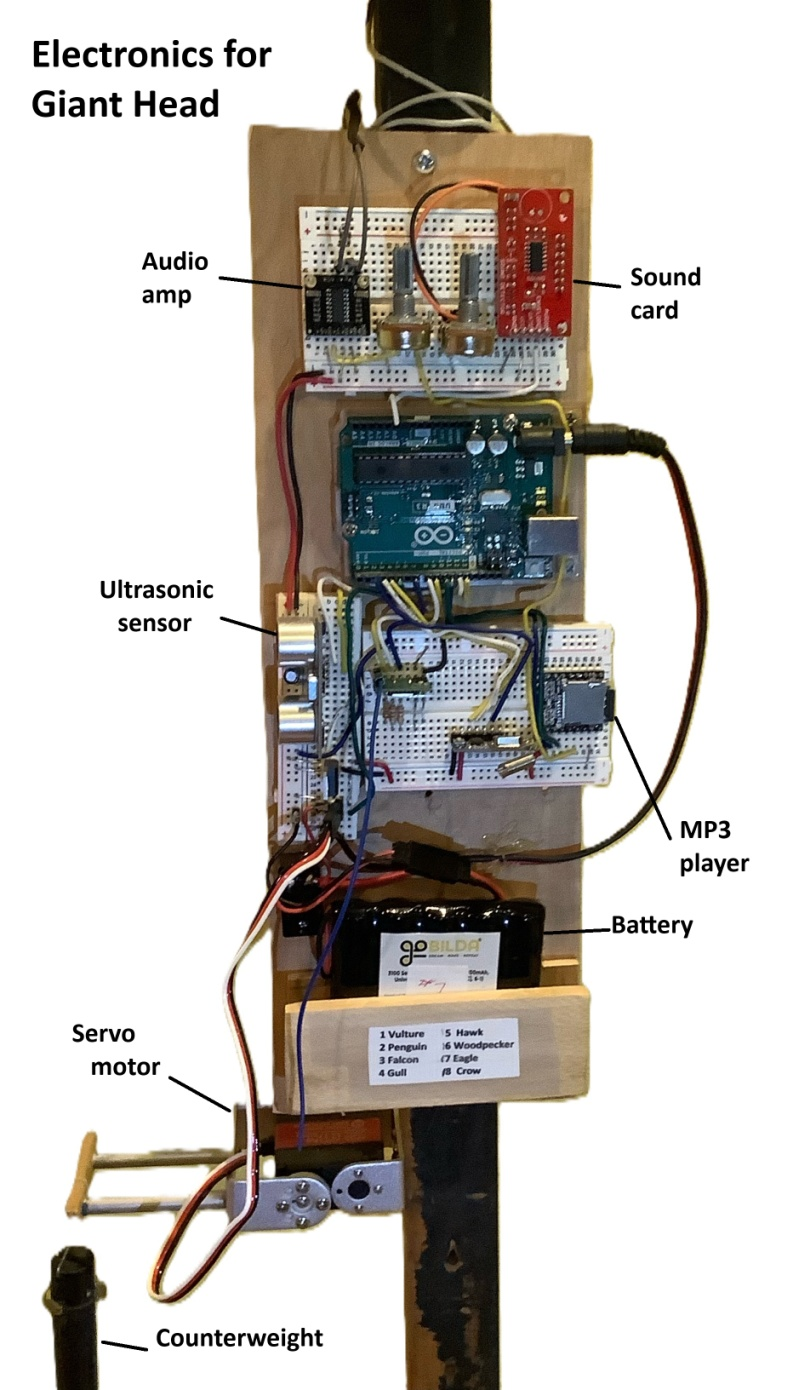 Electronics for
Giant Head
Audio
amp
Sound
card
Ultrasonic
sensor
MP3
player
goBILDA
Battery
1 Vulture
5 Hawk
2 Penguin
6 Woodpecker
3 Falcon
7 Eagle
4 Gull
8 Crow
Servo
motor
Counterweight